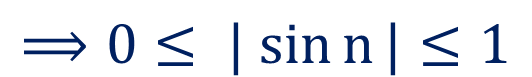 ⟹ 0 ≤ | sin n | ≤ 1